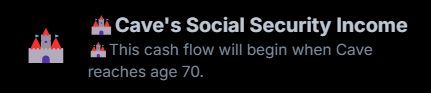 🏰Cave's Social Security Income
🏰This cash flow will begin when Cave
reaches age 70.